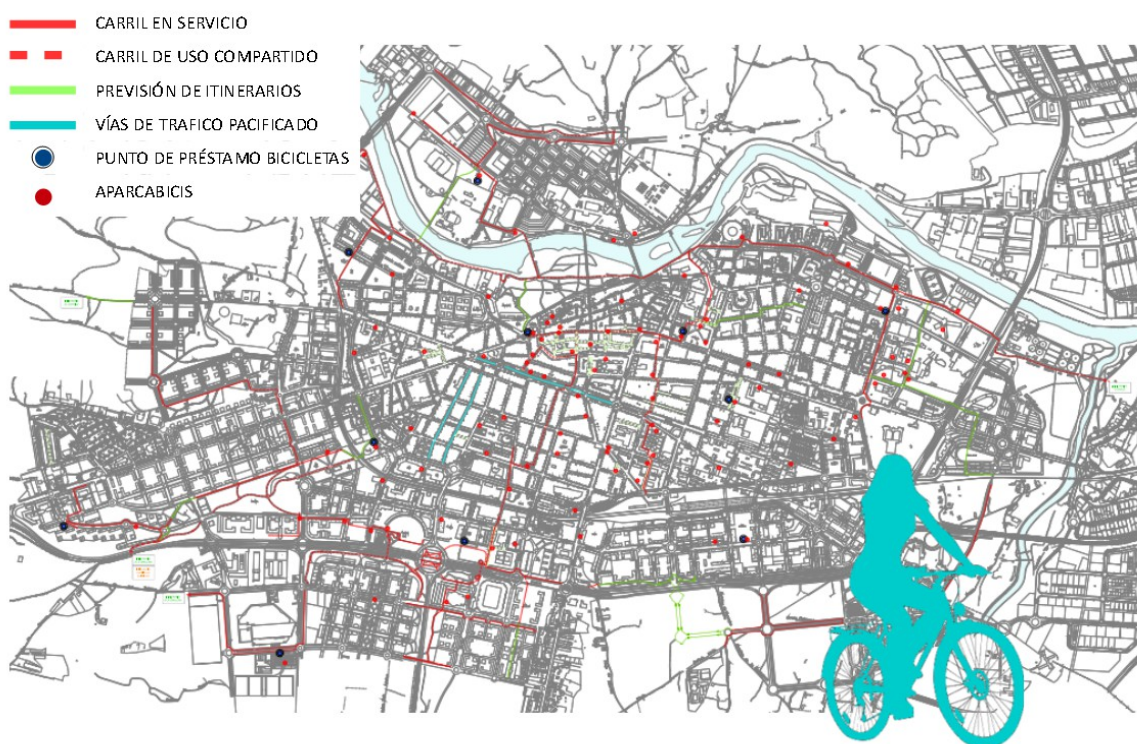 CARRIL EN SERVICIO
CARRIL DE USO COMPARTIDO
PREVISIÓN DE ITINERARIOS
VÍAS DE TRAFICO PACIFICADO
PUNTO DE PRÉSTAMO BICICLETAS
APARCABICIS